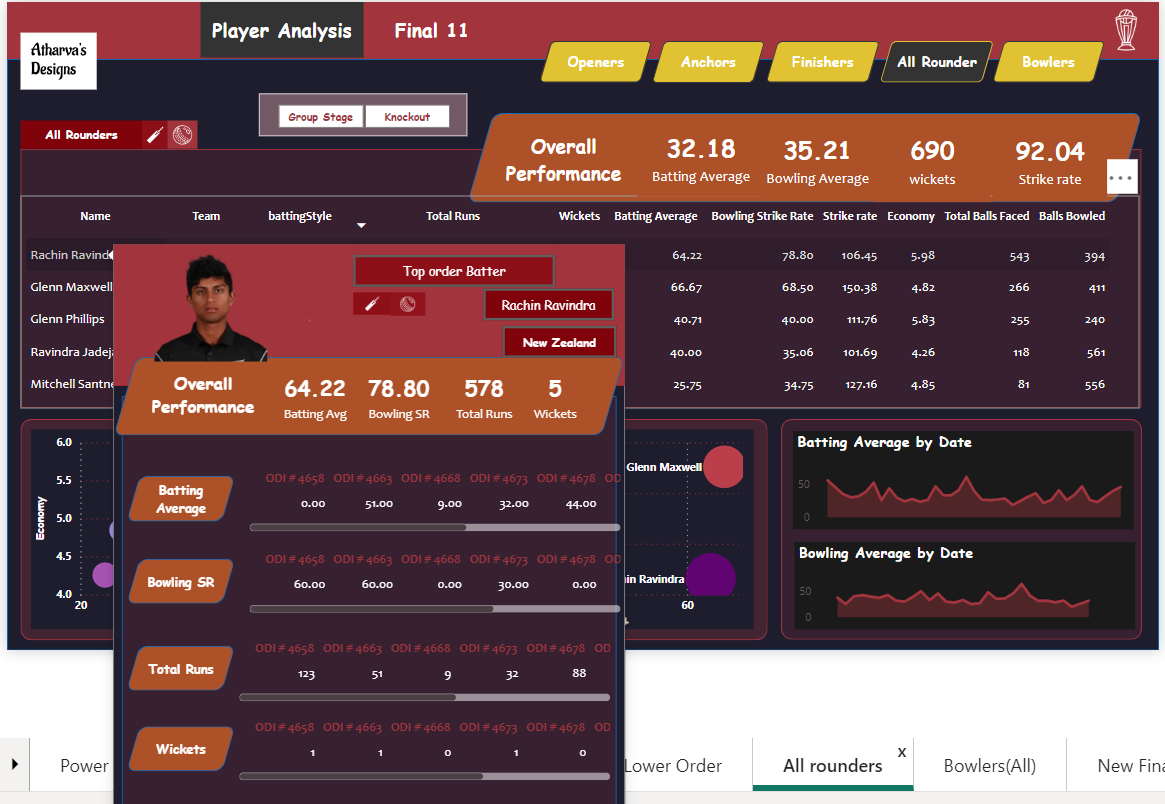 Player Analysis
Final 11
Atharva's
Designs
Openers
Anchors
Finishers
All Rounder
Bowlers
Group Stage
Knockout
All Rounders
Overall
Performance
32.18
Batting Average
35.21
Bowling Average
690
wickets
92.04
Strike rate
Name Team battingStyle Total Runs Wickets Batting Average Bowling Strike Rate Strike rate Economy Total Balls Faced Balls Bowled
Rachin Ravind 64.22 78.80 106.45 5.98 543 394
Glenn Maxwell 66.67 68.50 150.38 4.82 266 411
Glenn Phillips 40.71 40.00 111.76 5.83 255 240
Ravindra Jadeja 40.00 35.06 101.69 4.26 118 561
Mitchell Santne 25.75 34.75 127.16 4.85 81 556
Top order Batter
Rachin Ravindra
New Zealand
Overall
Performance
64.22
Batting Avg
78.80
Bowling SR
578
Total Runs
5
Wickets
Batting
Average
ODI # 4658 ODI # 4663 ODI # 4668 ODI # 4673 ODI # 4678 OD
0.00 51.00 9.00 32.00 44.00
Bowling SR
ODI # 4658 ODI # 4663 ODI # 4668 ODI # 4673 ODI # 4678 OD
60.00 60.00 0.00 30.00 0.00
Total Runs
ODI # 4658 ODI # 4663 ODI # 4668 ODI # 4673 ODI # 4678 OD
123 51 9 32 88
Wickets
ODI # 4658 ODI # 4663 ODI # 4668 ODI # 4673 ODI # 4678 OD
1 1 0 1 0
Economy
6.0
5.5
5.0
4.5
4.0
20
60
Glenn Maxwell
in Ravindra
Batting Average by Date
50
0
Bowling Average by Date
50
0
Power
Lower Order
All rounders
x
Bowlers(All)
New Fina